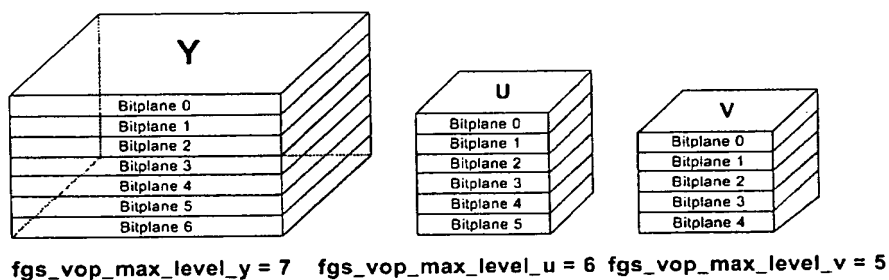 Y
Bitplane 0
Bitplane 1
Bitplane 2
Bitplane 3
Bitplane 4
Bitplane 5
Bitplane 6
fgs_vop_max_level_y = 7
U
Bitplane 0
Bitplane 1
Bitplane 2
Bitplane 3
Bitplane 4
Bitplane 5
fgs_vop_max_level_u = 6
V
Bitplane 0
Bitplane 1
Bitplane 2
Bitplane 3
Bitplane 4
fgs_vop_max_level_v = 5